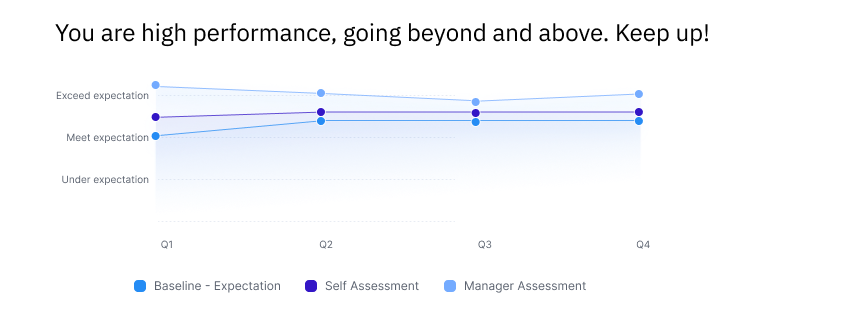 You are high performance, going beyond and above. Keep up!
Exceed expectation
Meet expectation
Under expectation
Q1 Q2 Q3 Q4
Baseline - Expectation Self Assessment Manager Assessment